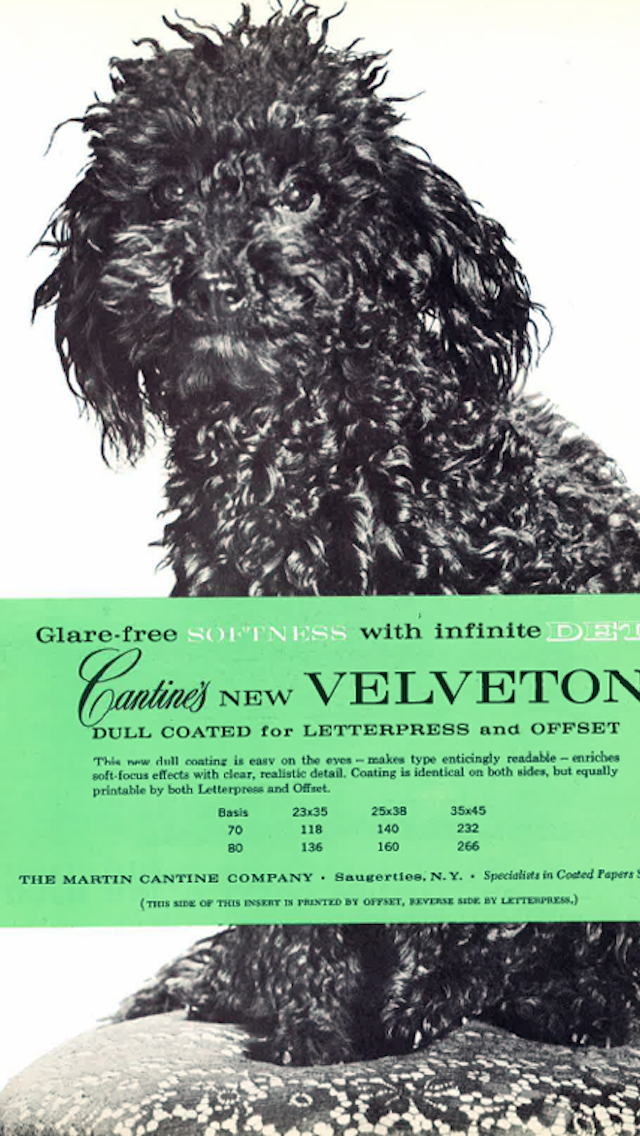 Glare-free SOFTNESS with infinite DET
Cantine's NEW VELVETON
DULL COATED for LETTERPRESS and OFFSET
This new dull coating is easy on the eyes – makes type enticingly readable – enriches
soft-focus effects with clear, realistic detail. Coating is identical on both sides, but equally
printable by both Letterpress and Offset.
Basis 23x35 25x38 35x45
70 118 140 232
80 136 160 266
THE MARTIN CANTINE COMPANY · Saugerties, N.Y. · Specialists in Coated Papers S
(THIS SIDE OF THIS INSERT IS PRINTED BY OFFSET, REVERSE SIDE BY LETTERPRESS.)